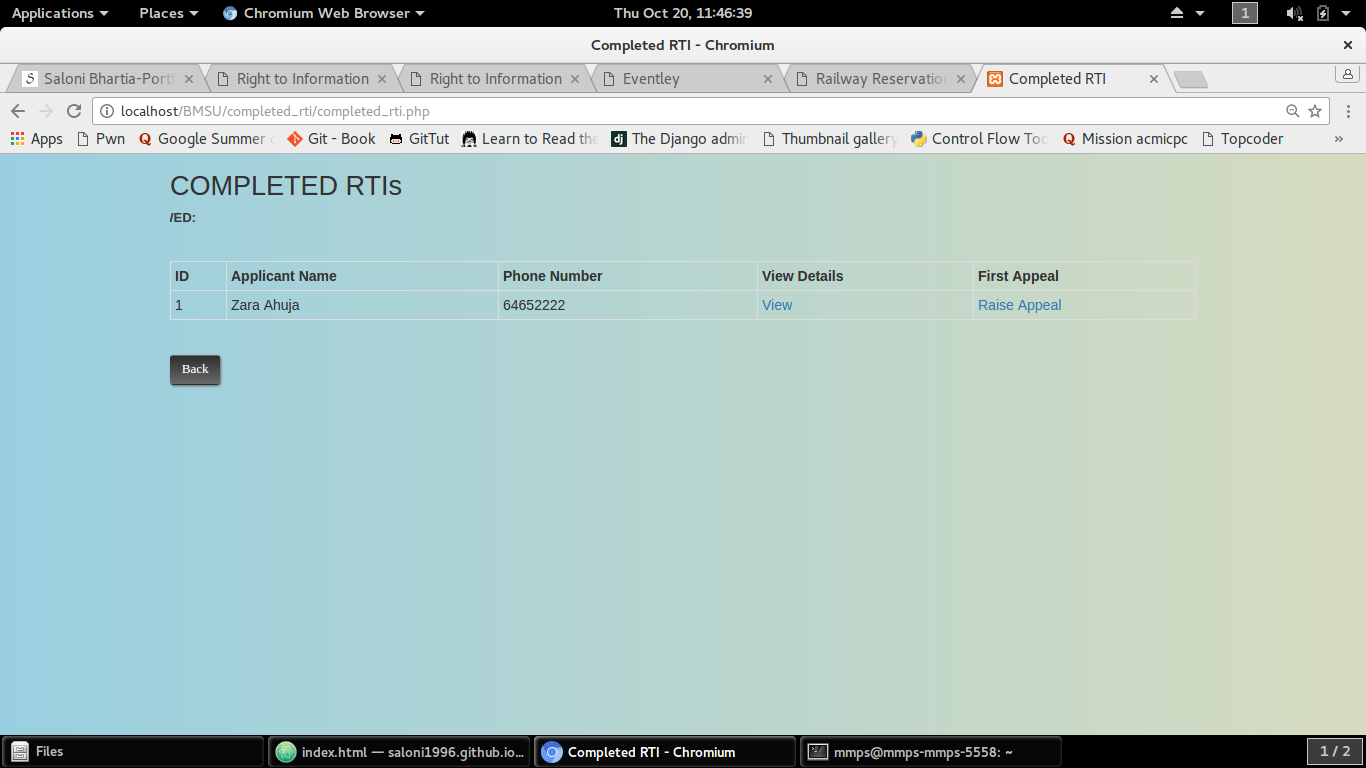 Applications Places Chromium Web Browser Thu Oct 20, 11:46:39 1
Completed RTI - Chromium
Saloni Bhartia-Portf Right to Information Right to Information Eventley Railway Reservation Completed RTI
localhost/BMSU/completed_rti/completed_rti.php
Apps Pwn Google Summer Git - Book GitTut Learn to Read the The Django admin Thumbnail gallery Control Flow Too Mission acmicpc Topcoder »
COMPLETED RTIs
/ED:
ID Applicant Name Phone Number View Details First Appeal
1 Zara Ahuja 64652222 View Raise Appeal
Back
Files index.html — saloni1996.github.io... Completed RTI - Chromium mmps@mmps-mmps-5558: ~ 1 / 2